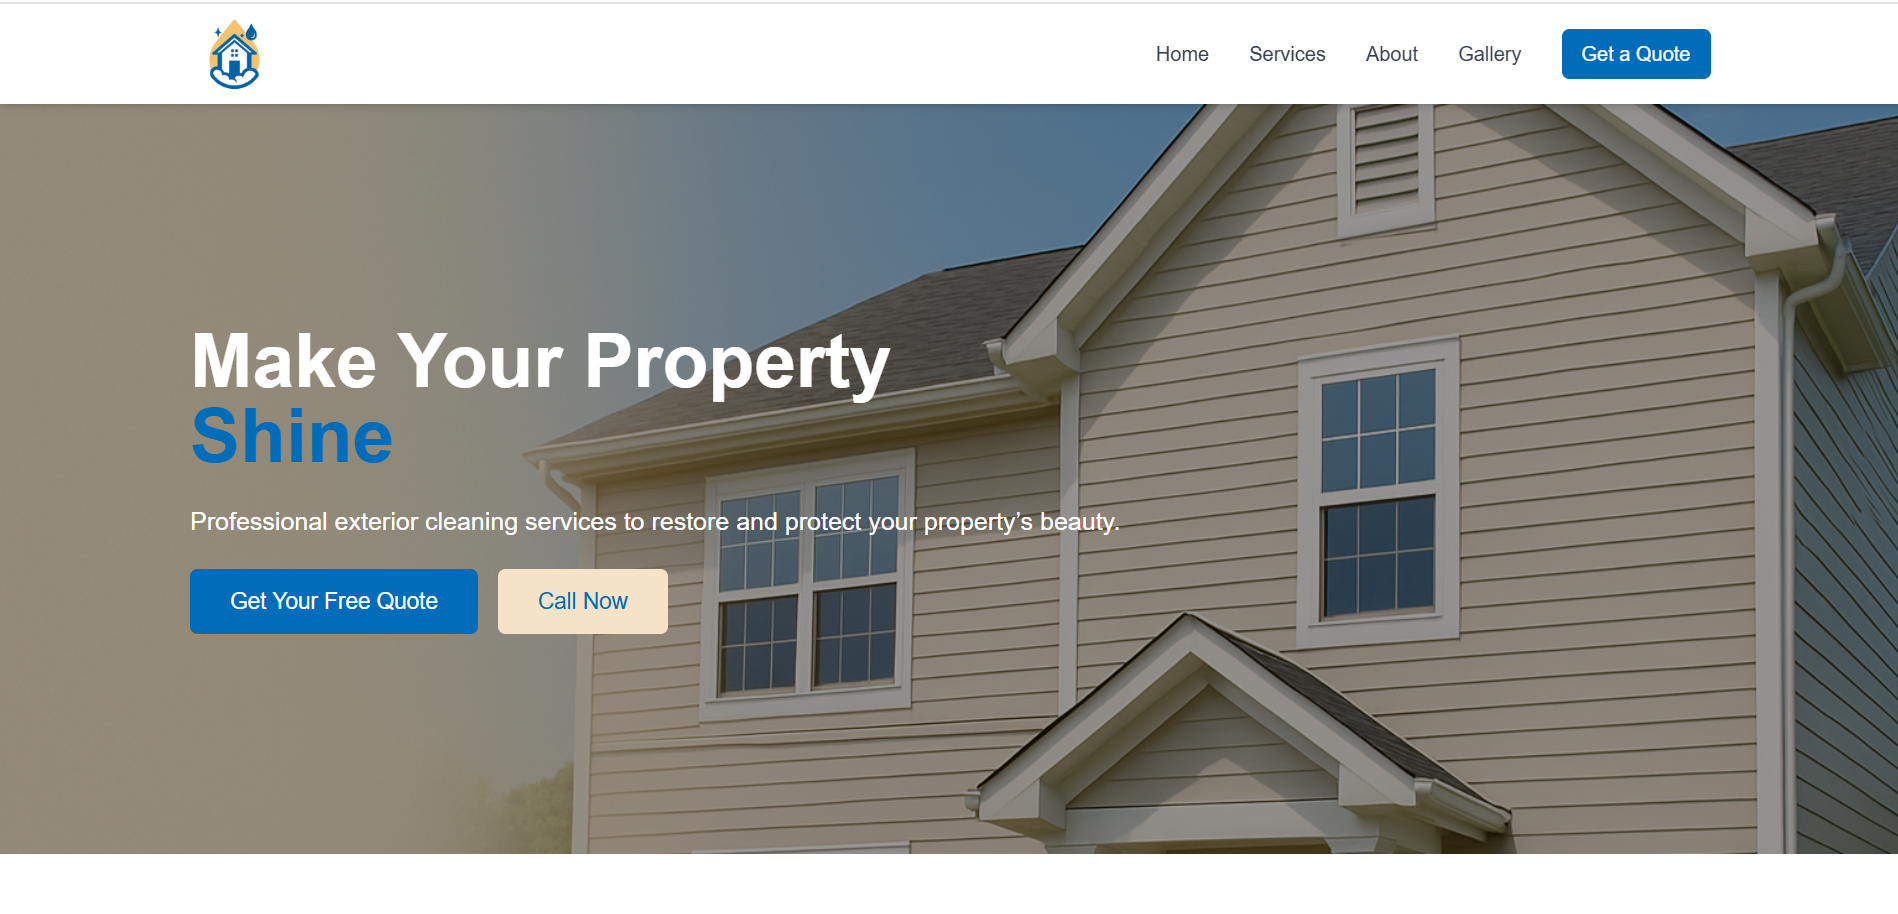 Home
Services
About
Gallery
Get a Quote
Make Your Property
Shine
Professional exterior cleaning services to restore and protect your property’s beauty.
Get Your Free Quote
Call Now